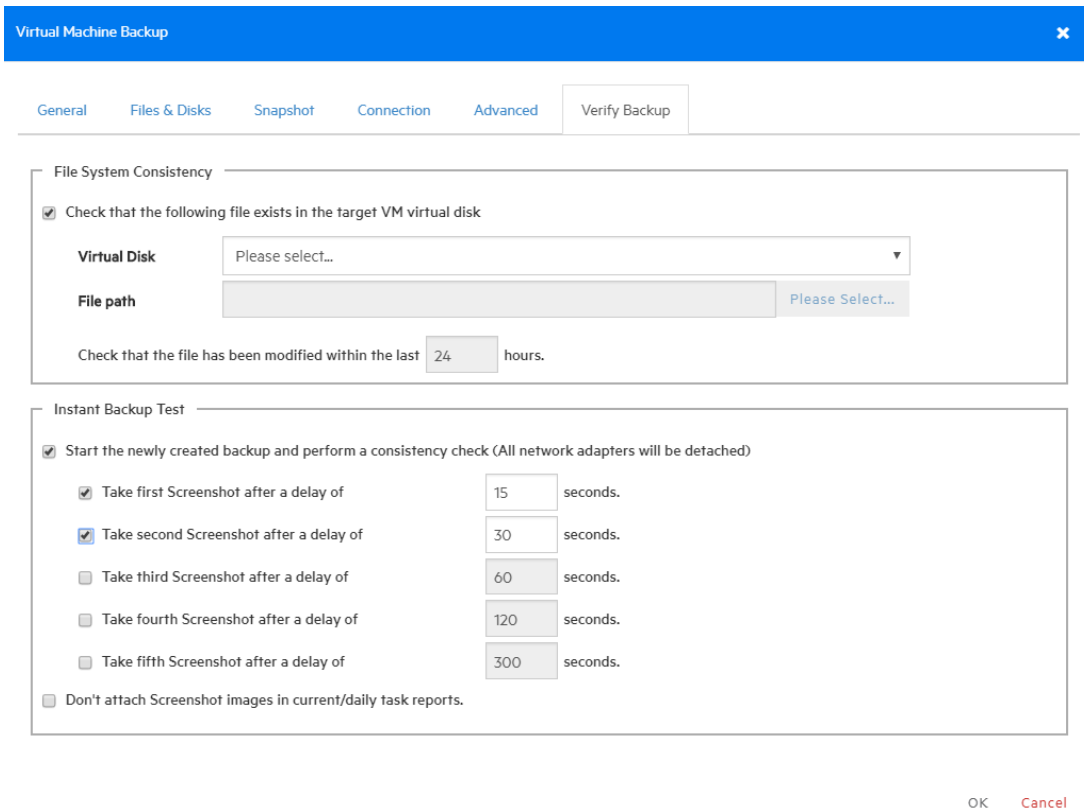 Virtual Machine Backup
General Files & Disks Snapshot Connection Advanced Verify Backup
File System Consistency
Check that the following file exists in the target VM virtual disk
Virtual Disk Please select...
File path Please Select...
Check that the file has been modified within the last 24 hours.
Instant Backup Test
Start the newly created backup and perform a consistency check (All network adapters will be detached)
Take first Screenshot after a delay of 15 seconds.
Take second Screenshot after a delay of 30 seconds.
Take third Screenshot after a delay of 60 seconds.
Take fourth Screenshot after a delay of 120 seconds.
Take fifth Screenshot after a delay of 300 seconds.
Don't attach Screenshot images in current/daily task reports.
OK Cancel